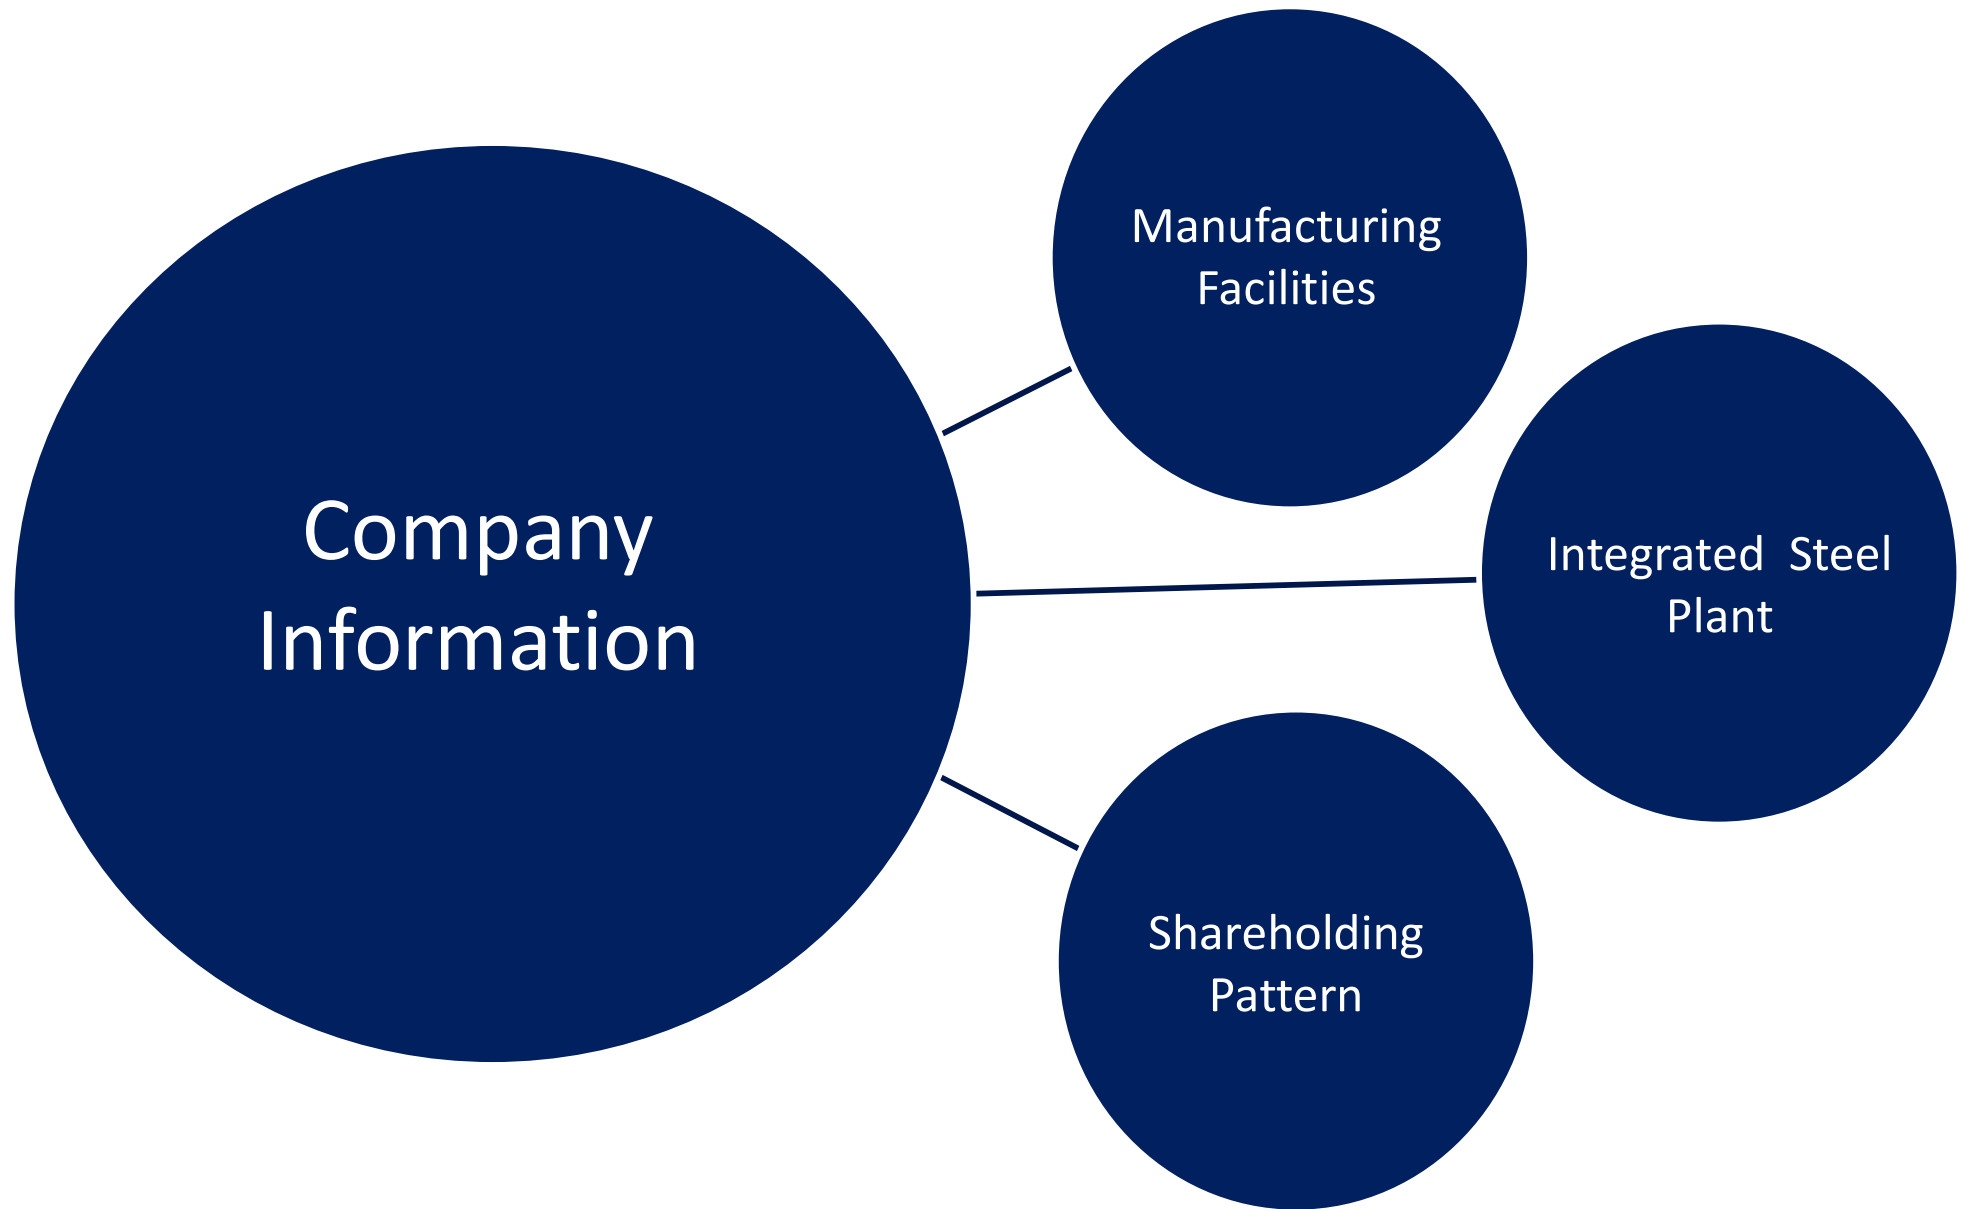 Company
Information
Manufacturing
Facilities
Integrated  Steel
Plant
Shareholding
Pattern